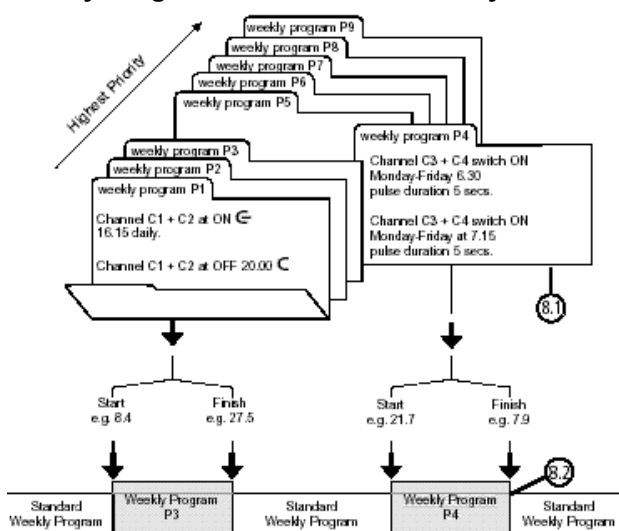 weekly program P9
weekly program P8
weekly program P7
weekly program P6
weekly program P5
Highest Priority
weekly program P4
Channel C3 + C4 switch ON
Monday-Friday 6.30
pulse duration 5 secs.
Channel C3 + C4 switch ON
Monday-Friday at 7.15
pulse duration 5 secs.
weekly program P3
weekly program P2
weekly program P1
Channel C1 + C2 at ON
16.15 daily.
Channel C1 + C2 at OFF 20.00
8.1
Start
e.g. 8.4
Finish
e.g. 27.5
Start
e.g. 21.7
Finish
e.g. 7.9
8.2
Standard
Weekly Program
Weekly Program
P3
Standard
Weekly Program
Weekly Program
P4
Standard
Weekly Program